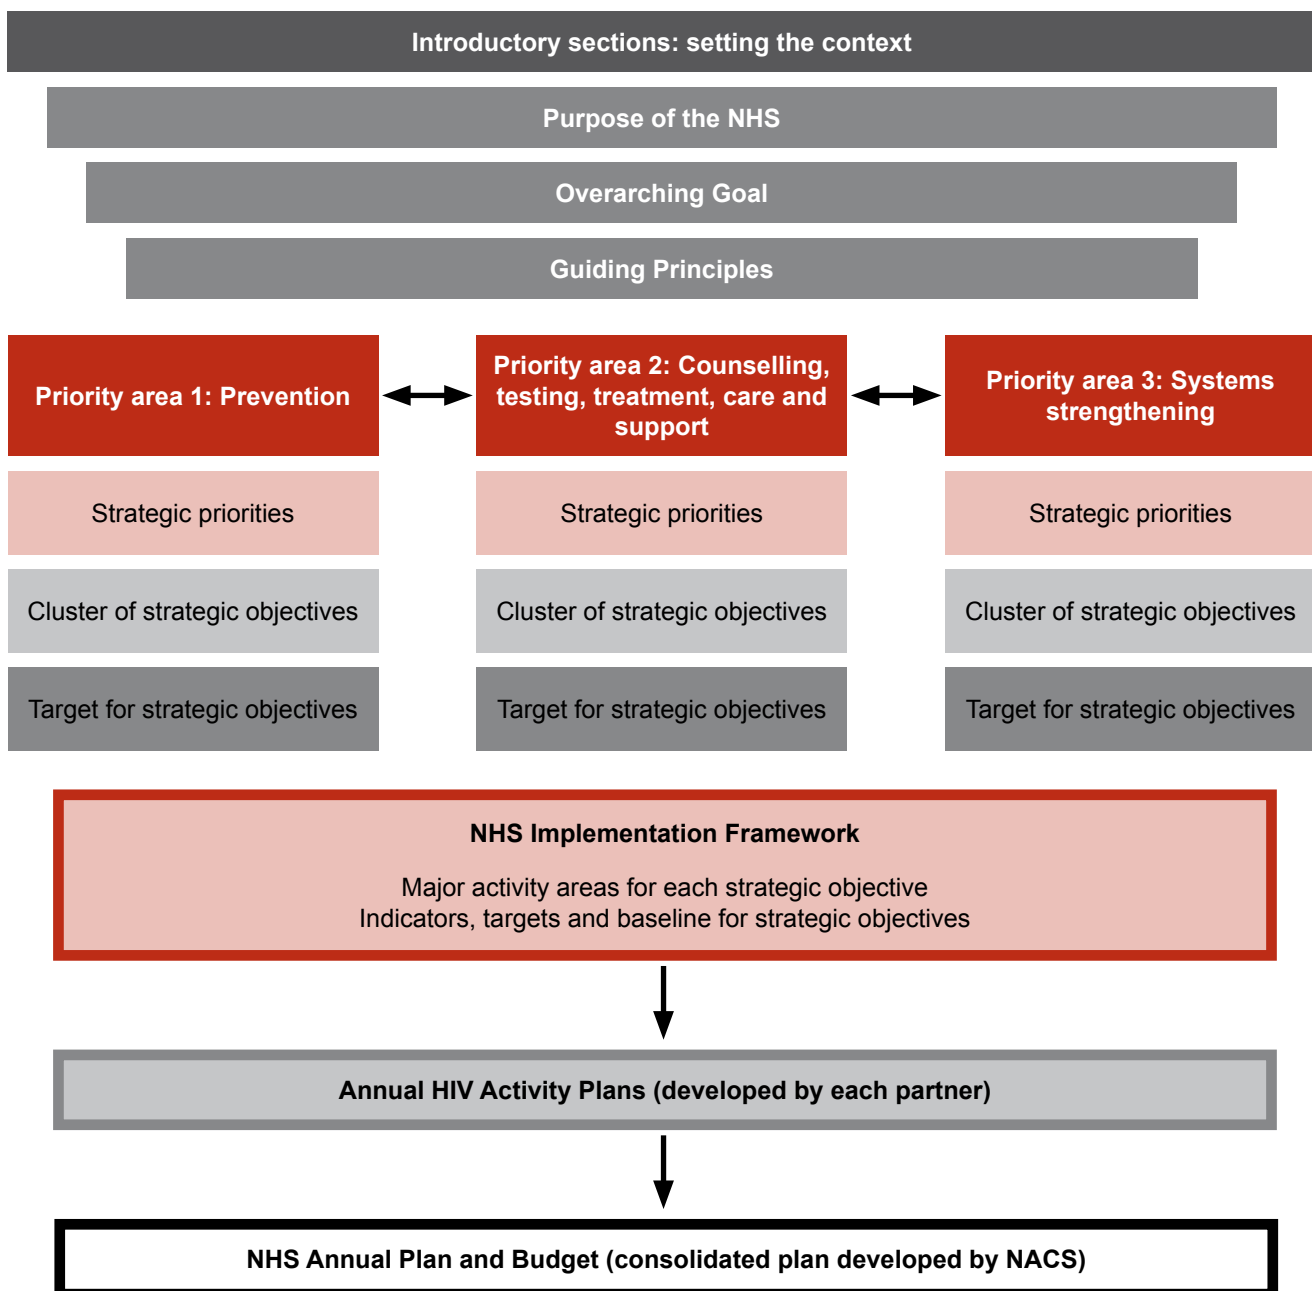 Introductory sections: setting the context
Purpose of the NHS
Overarching Goal
Guiding Principles
Priority area 1: Prevention
Priority area 2: Counselling,
testing, treatment, care and
support
Priority area 3: Systems
strengthening
Strategic priorities
Strategic priorities
Strategic priorities
Cluster of strategic objectives
Cluster of strategic objectives
Cluster of strategic objectives
Target for strategic objectives
Target for strategic objectives
Target for strategic objectives
NHS Implementation Framework
Major activity areas for each strategic objective
Indicators, targets and baseline for strategic objectives
Annual HIV Activity Plans (developed by each partner)
NHS Annual Plan and Budget (consolidated plan developed by NACS)